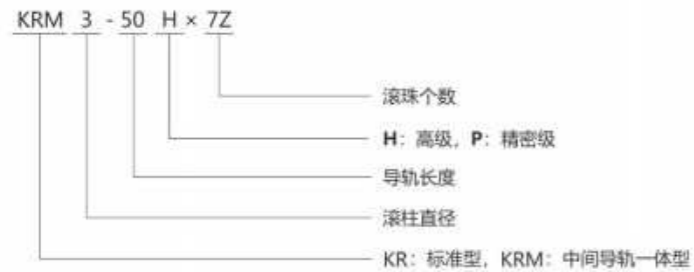 KRM 3 - 50 H × 7Z
滚珠个数
H：高级，P：精密级
导轨长度
滚柱直径
KR：标准型，KRM：中间导轨一体型